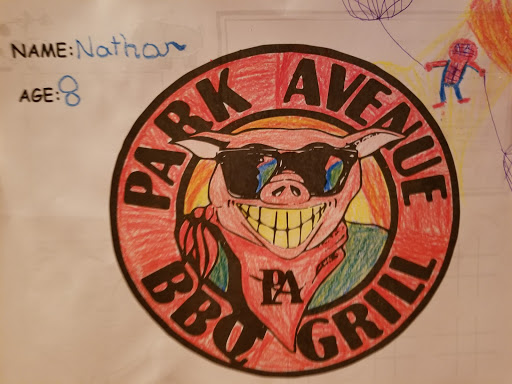 NAME: Nathan
AGE: 8
PARK AVENUE
PA
BBQ GRILL